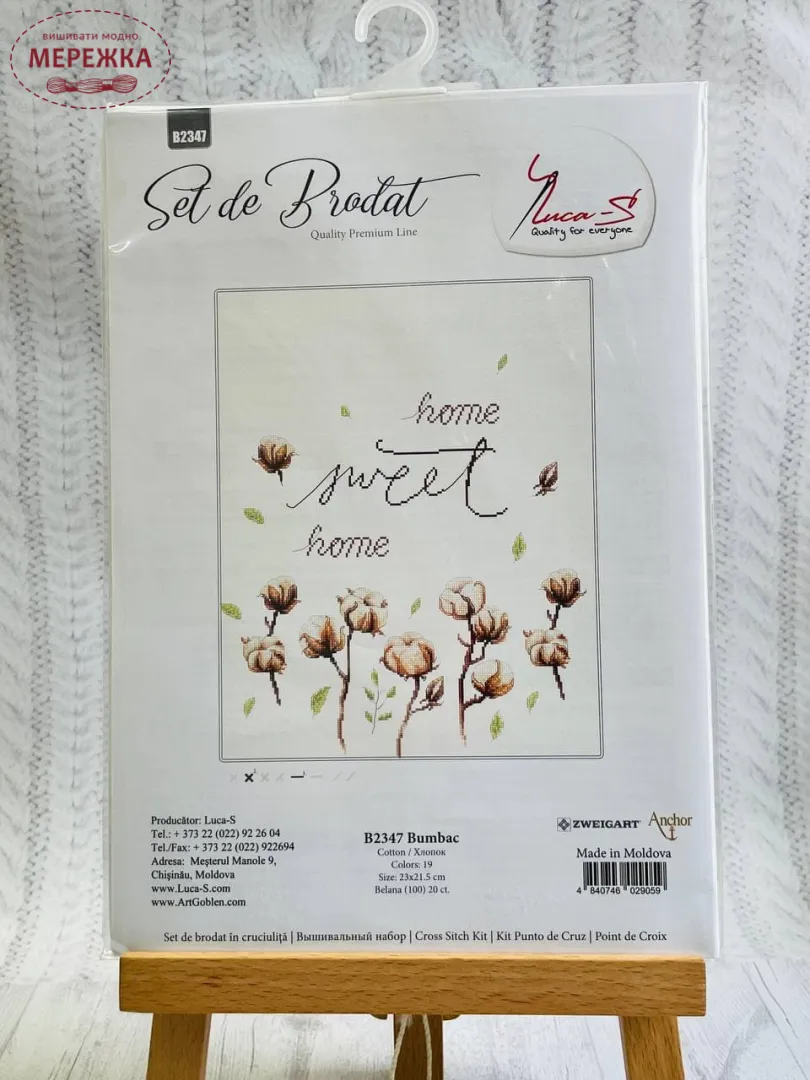 вишивати модно
МЕРЕЖКА
B2347
Set de Brodat
Quality Premium Line
Luca-S
Quality for everyone
home
sweet
home
Producător: Luca-S
Tel.: + 373 22 (022) 92 26 04
Tel./Fax: + 373 22 (022) 922694
Adresa: Meşterul Manole 9,
Chişinău, Moldova
www.Luca-S.com
www.ArtGoblen.com
B2347 Bumbac
Cotton / Хлопок
Colors: 19
Size: 23x21.5 cm
Belana (100) 20 ct.
ZWEIGART Anchor
Made in Moldova
4 840746 029059
Set de brodat în cruciuliţă | Вышивальный набор | Cross Stitch Kit | Kit Punto de Cruz | Point de Croix